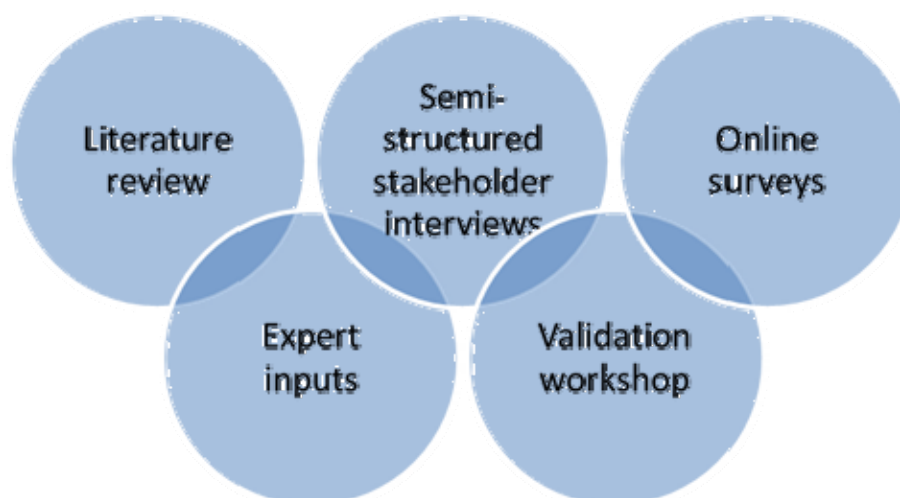 Literature
review
Semi-
structured
stakeholder
interviews
Online
surveys
Expert
inputs
Validation
workshop